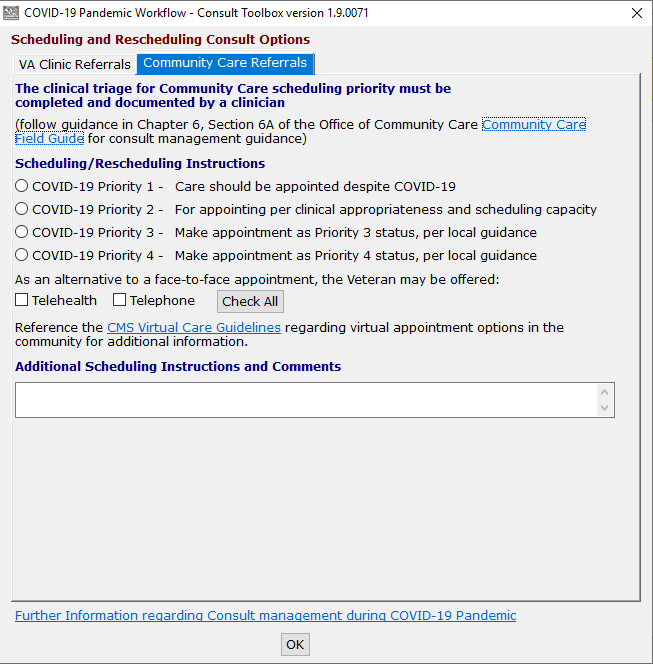 COVID-19 Pandemic Workflow - Consult Toolbox version 1.9.0071
Scheduling and Rescheduling Consult Options
VA Clinic Referrals
Community Care Referrals
The clinical triage for Community Care scheduling priority must be
completed and documented by a clinician
(follow guidance in Chapter 6, Section 6A of the Office of Community Care Community Care
Field Guide for consult management guidance)
Scheduling/Rescheduling Instructions
COVID-19 Priority 1 - Care should be appointed despite COVID-19
COVID-19 Priority 2 - For appointing per clinical appropriateness and scheduling capacity
COVID-19 Priority 3 - Make appointment as Priority 3 status, per local guidance
COVID-19 Priority 4 - Make appointment as Priority 4 status, per local guidance
As an alternative to a face-to-face appointment, the Veteran may be offered:
Telehealth Telephone Check All
Reference the CMS Virtual Care Guidelines regarding virtual appointment options in the
community for additional information.
Additional Scheduling Instructions and Comments
Further Information regarding Consult management during COVID-19 Pandemic
OK